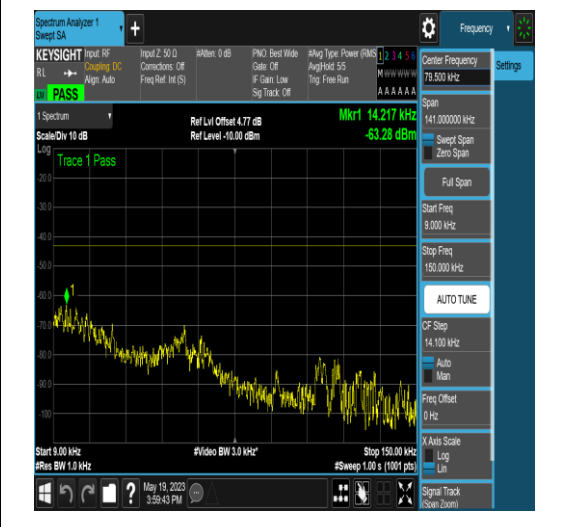 Spectrum Analyzer 1
Swept SA
+
Frequency
KEYSIGHT
RL
PASS
Input: RF
Coupling: DC
Align: Auto
Input Z: 50 Ω
Corrections: Off
Freq Ref: Int (S)
#Atten: 0 dB
PNO: Best Wide
Gate: Off
IF Gain: Low
Sig Track: Off
#Avg Type: Power (RMS
Avg|Hold: 5/5
Trig: Free Run
1 2 3 4 5 6
M w w w w w
A A A A A A
1 Spectrum
Scale/Div 10 dB
Ref Lvl Offset 4.77 dB
Ref Level -10.00 dBm
Mkr1 14.217 kHz
-63.28 dBm
Log
Trace 1 Pass
-20.0
-30.0
-40.0
-50.0
-60.0
-70.0
-80.0
-90.0
-100
1
Start 9.00 kHz
#Res BW 1.0 kHz
#Video BW 3.0 kHz*
Stop 150.00 kHz
#Sweep 1.00 s (1001 pts)
May 19, 2023
3:59:43 PM
?
Settings
Center Frequency
79.500 kHz
Span
141.000000 kHz
Swept Span
Zero Span
Full Span
Start Freq
9.000 kHz
Stop Freq
150.000 kHz
AUTO TUNE
CF Step
14.100 kHz
Auto
Man
Freq Offset
0 Hz
X Axis Scale
Log
Lin
Signal Track
(Span Zoom)